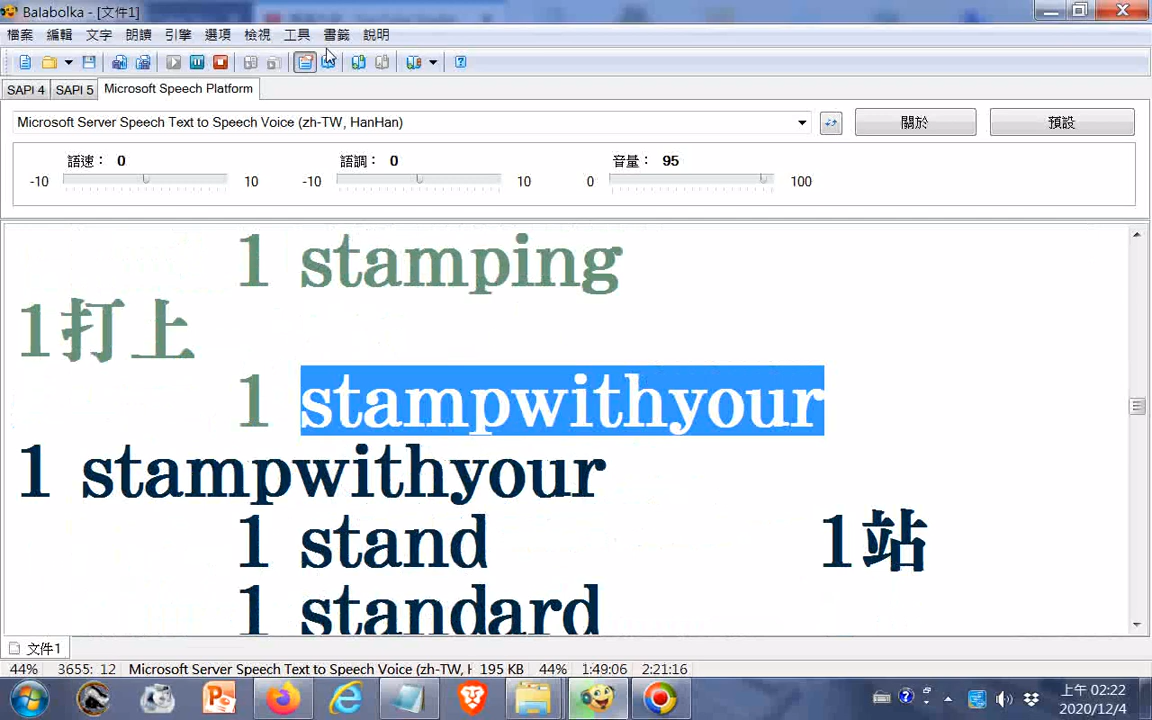 Balabolka - [文件1]
檔案 編輯 文字 朗讀 引擎 選項 檢視 工具 書籤 說明
SAPI 4 SAPI 5 Microsoft Speech Platform
Microsoft Server Speech Text to Speech Voice (zh-TW, HanHan) 關於 預設
語速： 0 語調： 0 音量： 95
-10 10 -10 10 0 100
1 stamping
1打上
1 stampwithyour
1 stampwithyour
1 stand 1站
1 standard
文件1
44% 3655: 12 Microsoft Server Speech Text to Speech Voice (zh-TW, H 195 KB 44% 1:49:06 2:21:16
上午 02:22
2020/12/4